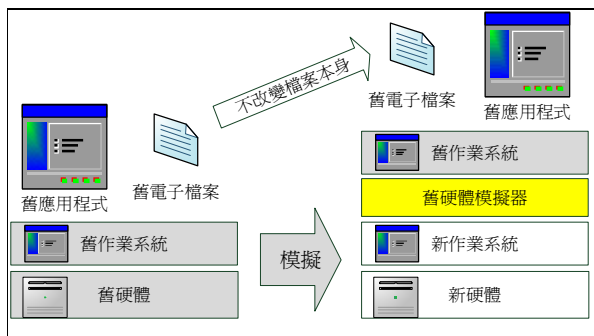 不改變檔案本身
舊電子檔案
舊應用程式
舊應用程式
舊電子檔案
舊作業系統
舊硬體
模擬
舊作業系統
舊硬體模擬器
新作業系統
新硬體